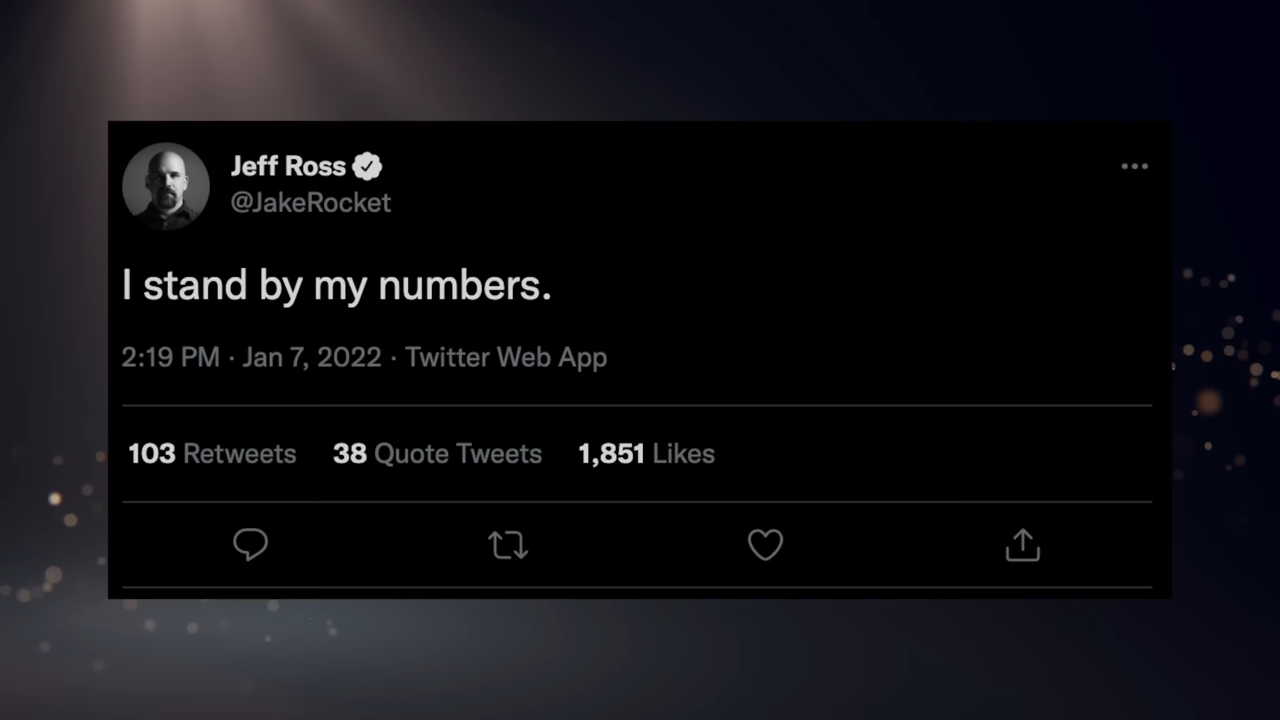 Jeff Ross
@JakeRocket
I stand by my numbers.
2:19 PM · Jan 7, 2022 · Twitter Web App
103 Retweets 38 Quote Tweets 1,851 Likes